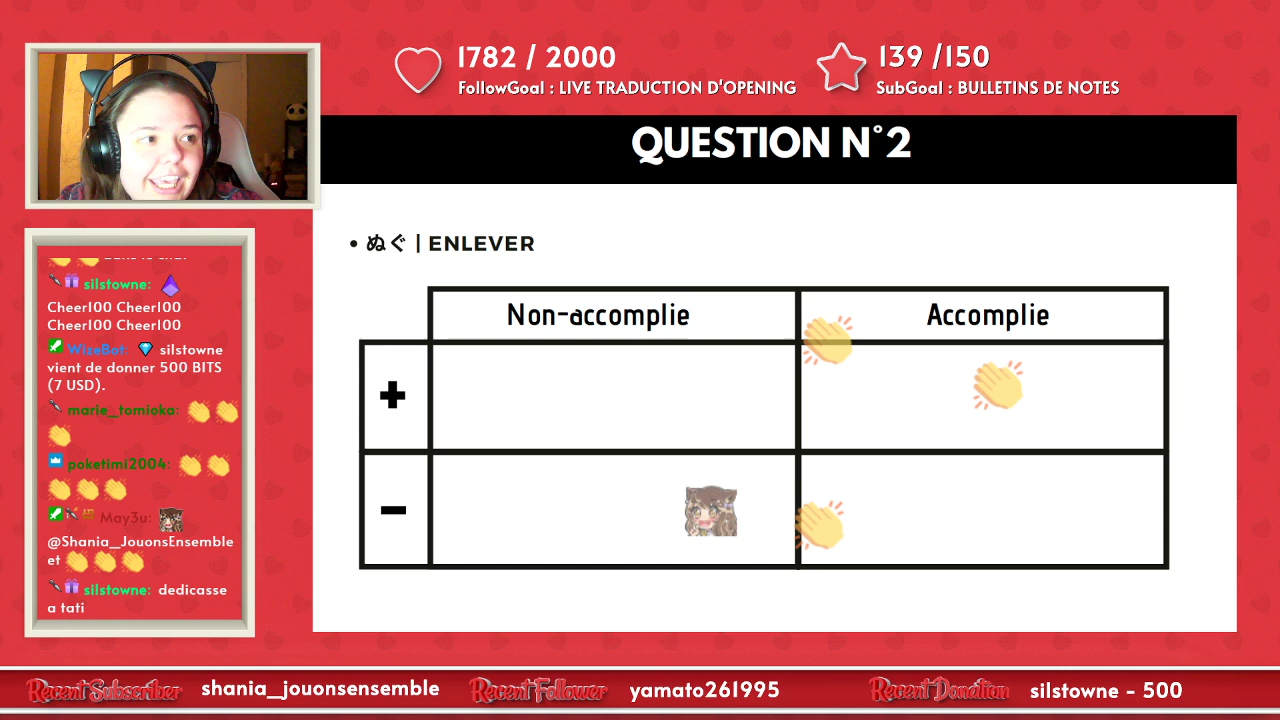 1782 / 2000
FollowGoal : LIVE TRADUCTION D'OPENING
139 /150
SubGoal : BULLETINS DE NOTES
QUESTION N°2
• ぬぐ | ENLEVER
Non-accomplie
Accomplie
+
-
silstowne:
Cheer100 Cheer100
Cheer100 Cheer100
WizeBot: silstowne
vient de donner 500 BITS
(7 USD).
marie_tomioka:
poketimi2004:
May3u:
@Shania_JouonsEnsemble
et
silstowne: dedicasse
a tati
Recent Subscriber shania_jouonsensemble Recent Follower yamato261995 Recent Donation silstowne - 500